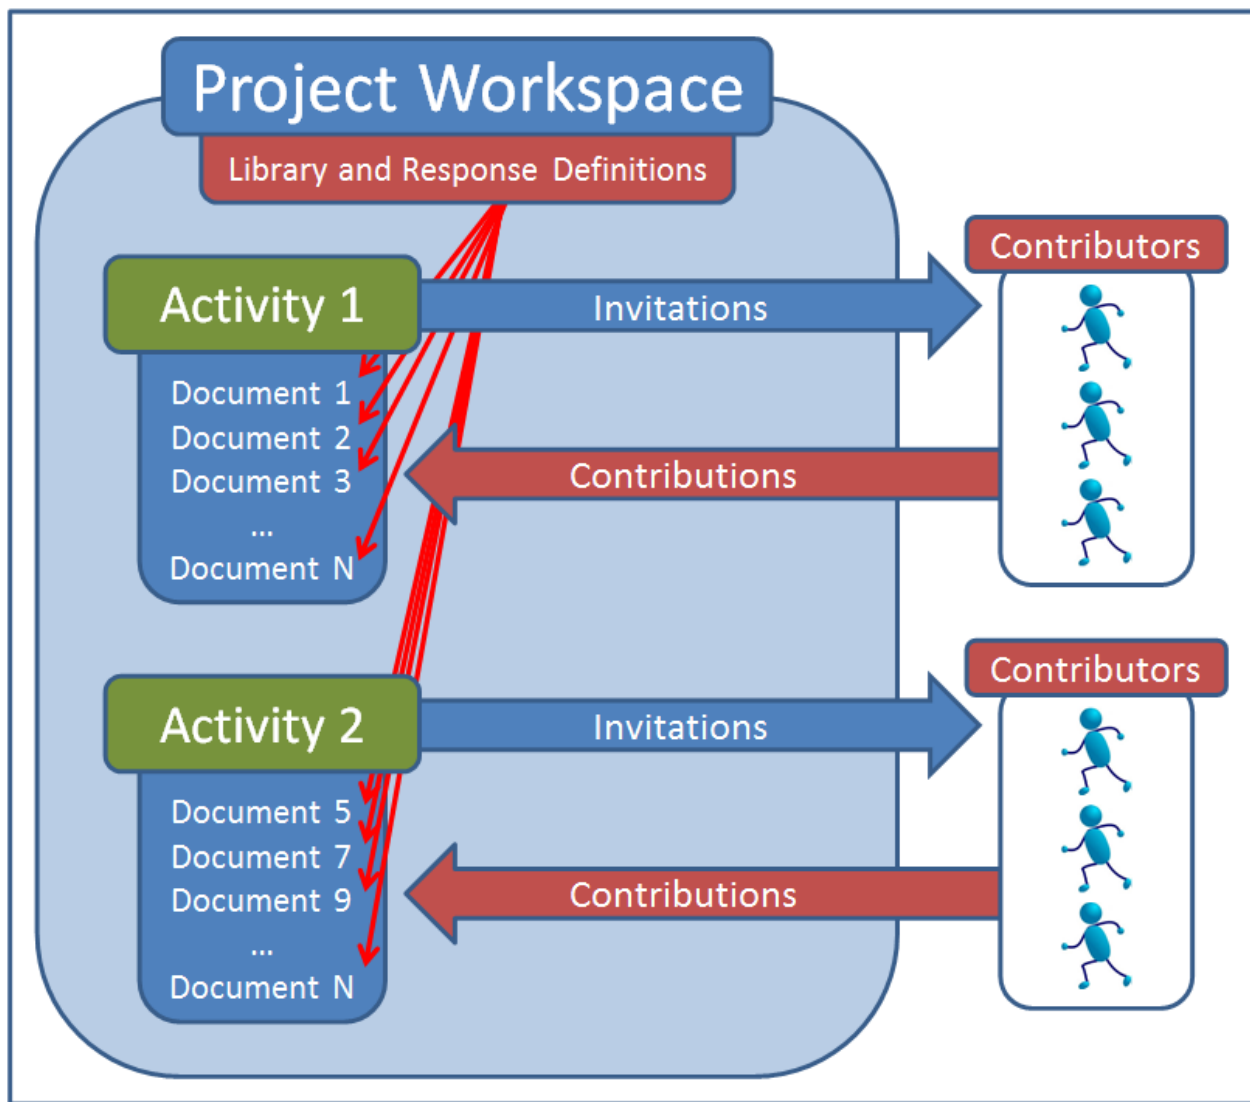 Project Workspace
Library and Response Definitions
Activity 1
Document 1
Document 2
Document 3
...
Document N
Invitations
Contributions
Contributors
Activity 2
Document 5
Document 7
Document 9
...
Document N
Invitations
Contributions
Contributors